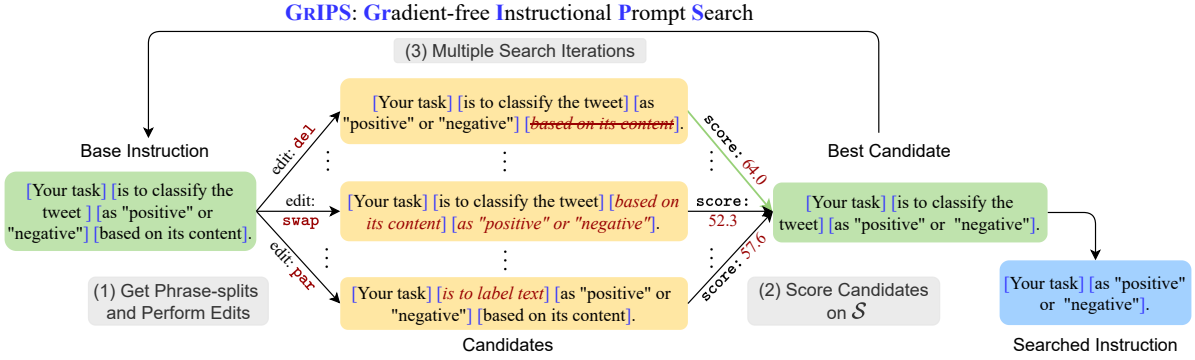 GRIPS: Gradient-free Instructional Prompt Search
(3) Multiple Search Iterations
Base Instruction
[Your task] [is to classify the
tweet ] [as "positive" or
"negative"] [based on its content].
(1) Get Phrase-splits
and Perform Edits
edit: del
edit:
swap
edit: par
[Your task] [is to classify the tweet] [as
"positive" or "negative"] [based on its content].
[Your task] [is to classify the tweet] [based on
its content] [as "positive" or "negative"].
[Your task] [is to label text] [as "positive" or
"negative"] [based on its content].
Candidates
score: 64.0
score:
52.3
score: 57.6
(2) Score Candidates
on S
Best Candidate
[Your task] [is to classify the
tweet] [as "positive" or "negative"].
[Your task] [as "positive"
or "negative"].
Searched Instruction